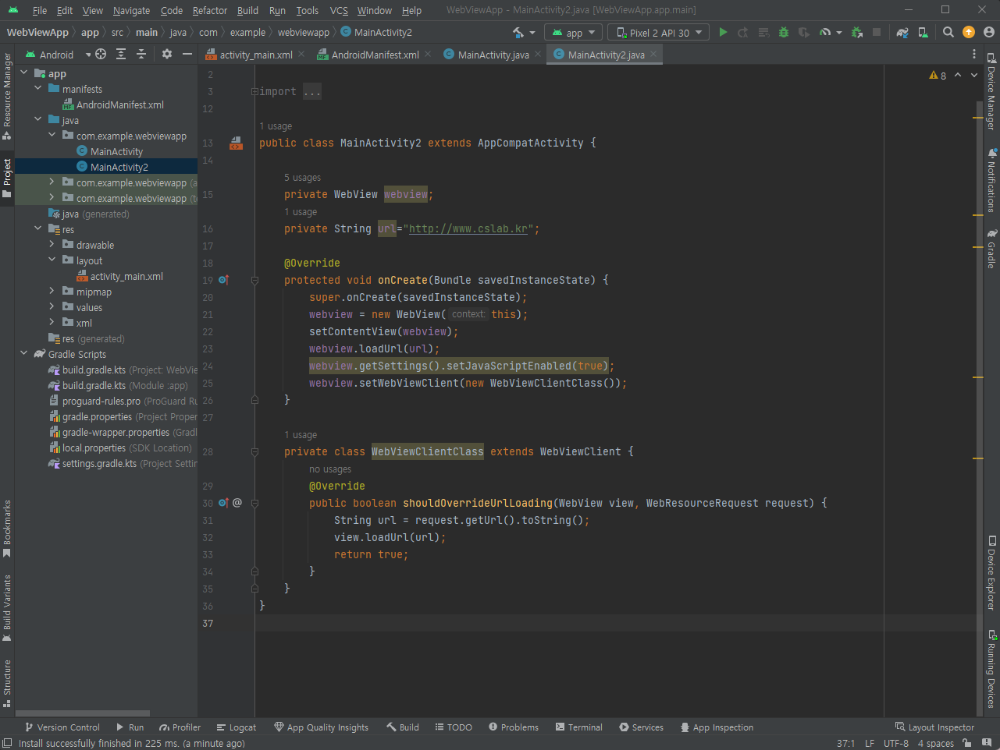 File Edit View Navigate Code Refactor Build Run Tools VCS Window Help WebViewApp - MainActivity2.java [WebViewApp.app.main]
WebViewApp app src main java com example webviewapp MainActivity2 app Pixel 2 API 30
Android activity_main.xml AndroidManifest.xml MainActivity.java MainActivity2.java
Resource Manager
Project
Bookmarks
Build Variants
Structure
app
manifests
AndroidManifest.xml
java
com.example.webviewapp
MainActivity
MainActivity2
com.example.webviewapp (a
com.example.webviewapp (t
java (generated)
res
drawable
layout
activity_main.xml
mipmap
values
xml
res (generated)
Gradle Scripts
build.gradle.kts (Project: WebVie
build.gradle.kts (Module :app)
proguard-rules.pro (ProGuard Ru
gradle.properties (Project Proper
gradle-wrapper.properties (Gradl
local.properties (SDK Location)
settings.gradle.kts (Project Settin
8
2
3 import ...
12
1 usage
13 public class MainActivity2 extends AppCompatActivity {
14
5 usages
15 private WebView webview;
1 usage
16 private String url="http://www.cslab.kr";
17
18 @Override
19 protected void onCreate(Bundle savedInstanceState) {
20 super.onCreate(savedInstanceState);
21 webview = new WebView( context: this);
22 setContentView(webview);
23 webview.loadUrl(url);
24 webview.getSettings().setJavaScriptEnabled(true);
25 webview.setWebViewClient(new WebViewClientClass());
26 }
27
1 usage
28 private class WebViewClientClass extends WebViewClient {
no usages
29 @Override
30 @ public boolean shouldOverrideUrlLoading(WebView view, WebResourceRequest request) {
31 String url = request.getUrl().toString();
32 view.loadUrl(url);
33 return true;
34 }
35 }
36 }
37
Device Manager
Notifications
Gradle
Device Explorer
Running Devices
Version Control Run Profiler Logcat App Quality Insights Build TODO Problems Terminal Services App Inspection Layout Inspector
Install successfully finished in 225 ms. (a minute ago) 37:1 LF UTF-8 4 spaces